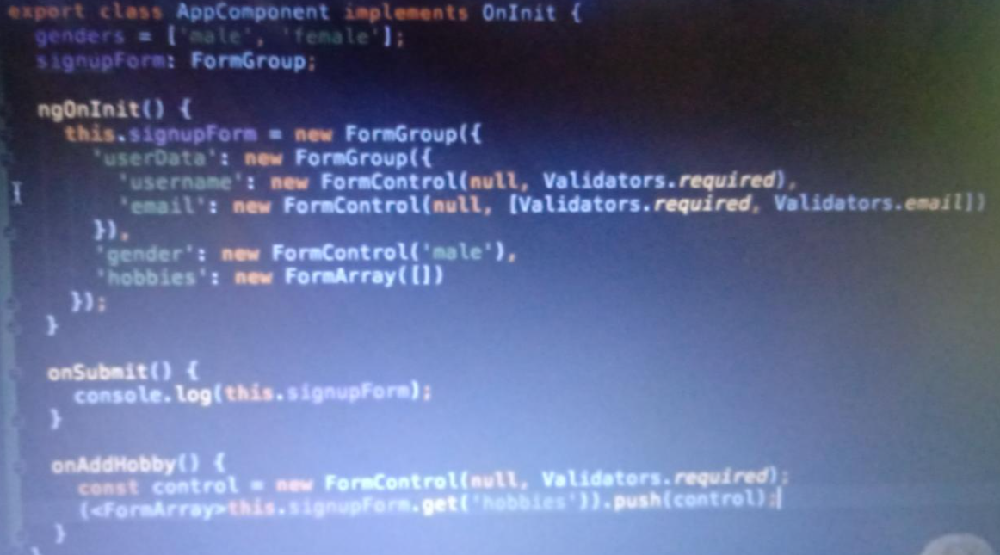 export class AppComponent implements OnInit {
genders = ['male', 'female'];
signupForm: FormGroup;
ngOnInit() {
this.signupForm = new FormGroup({
'userData': new FormGroup({
'username': new FormControl(null, Validators.required),
'email': new FormControl(null, [Validators.required, Validators.email])
}),
'gender': new FormControl('male'),
'hobbies': new FormArray([])
});
}
onSubmit() {
console.log(this.signupForm);
}
onAddHobby() {
const control = new FormControl(null, Validators.required);
(<FormArray>this.signupForm.get('hobbies')).push(control);
}
}